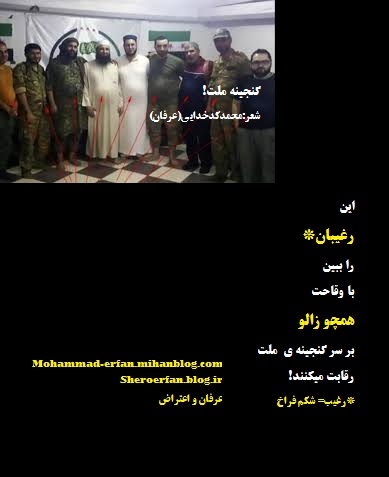 گنجینه ملت!
شعر:محمدکدخدایی(عرفان)
این
رغیبان*
را ببین
با وقاحت
همچو زالو
بر سر گنجینه ی ملت
رقابت میکنند!
*رغیب= شکم فراخ
Mohammad-erfan.mihanblog.com
Sheroerfan.blog.ir
عرفان و اعتراض